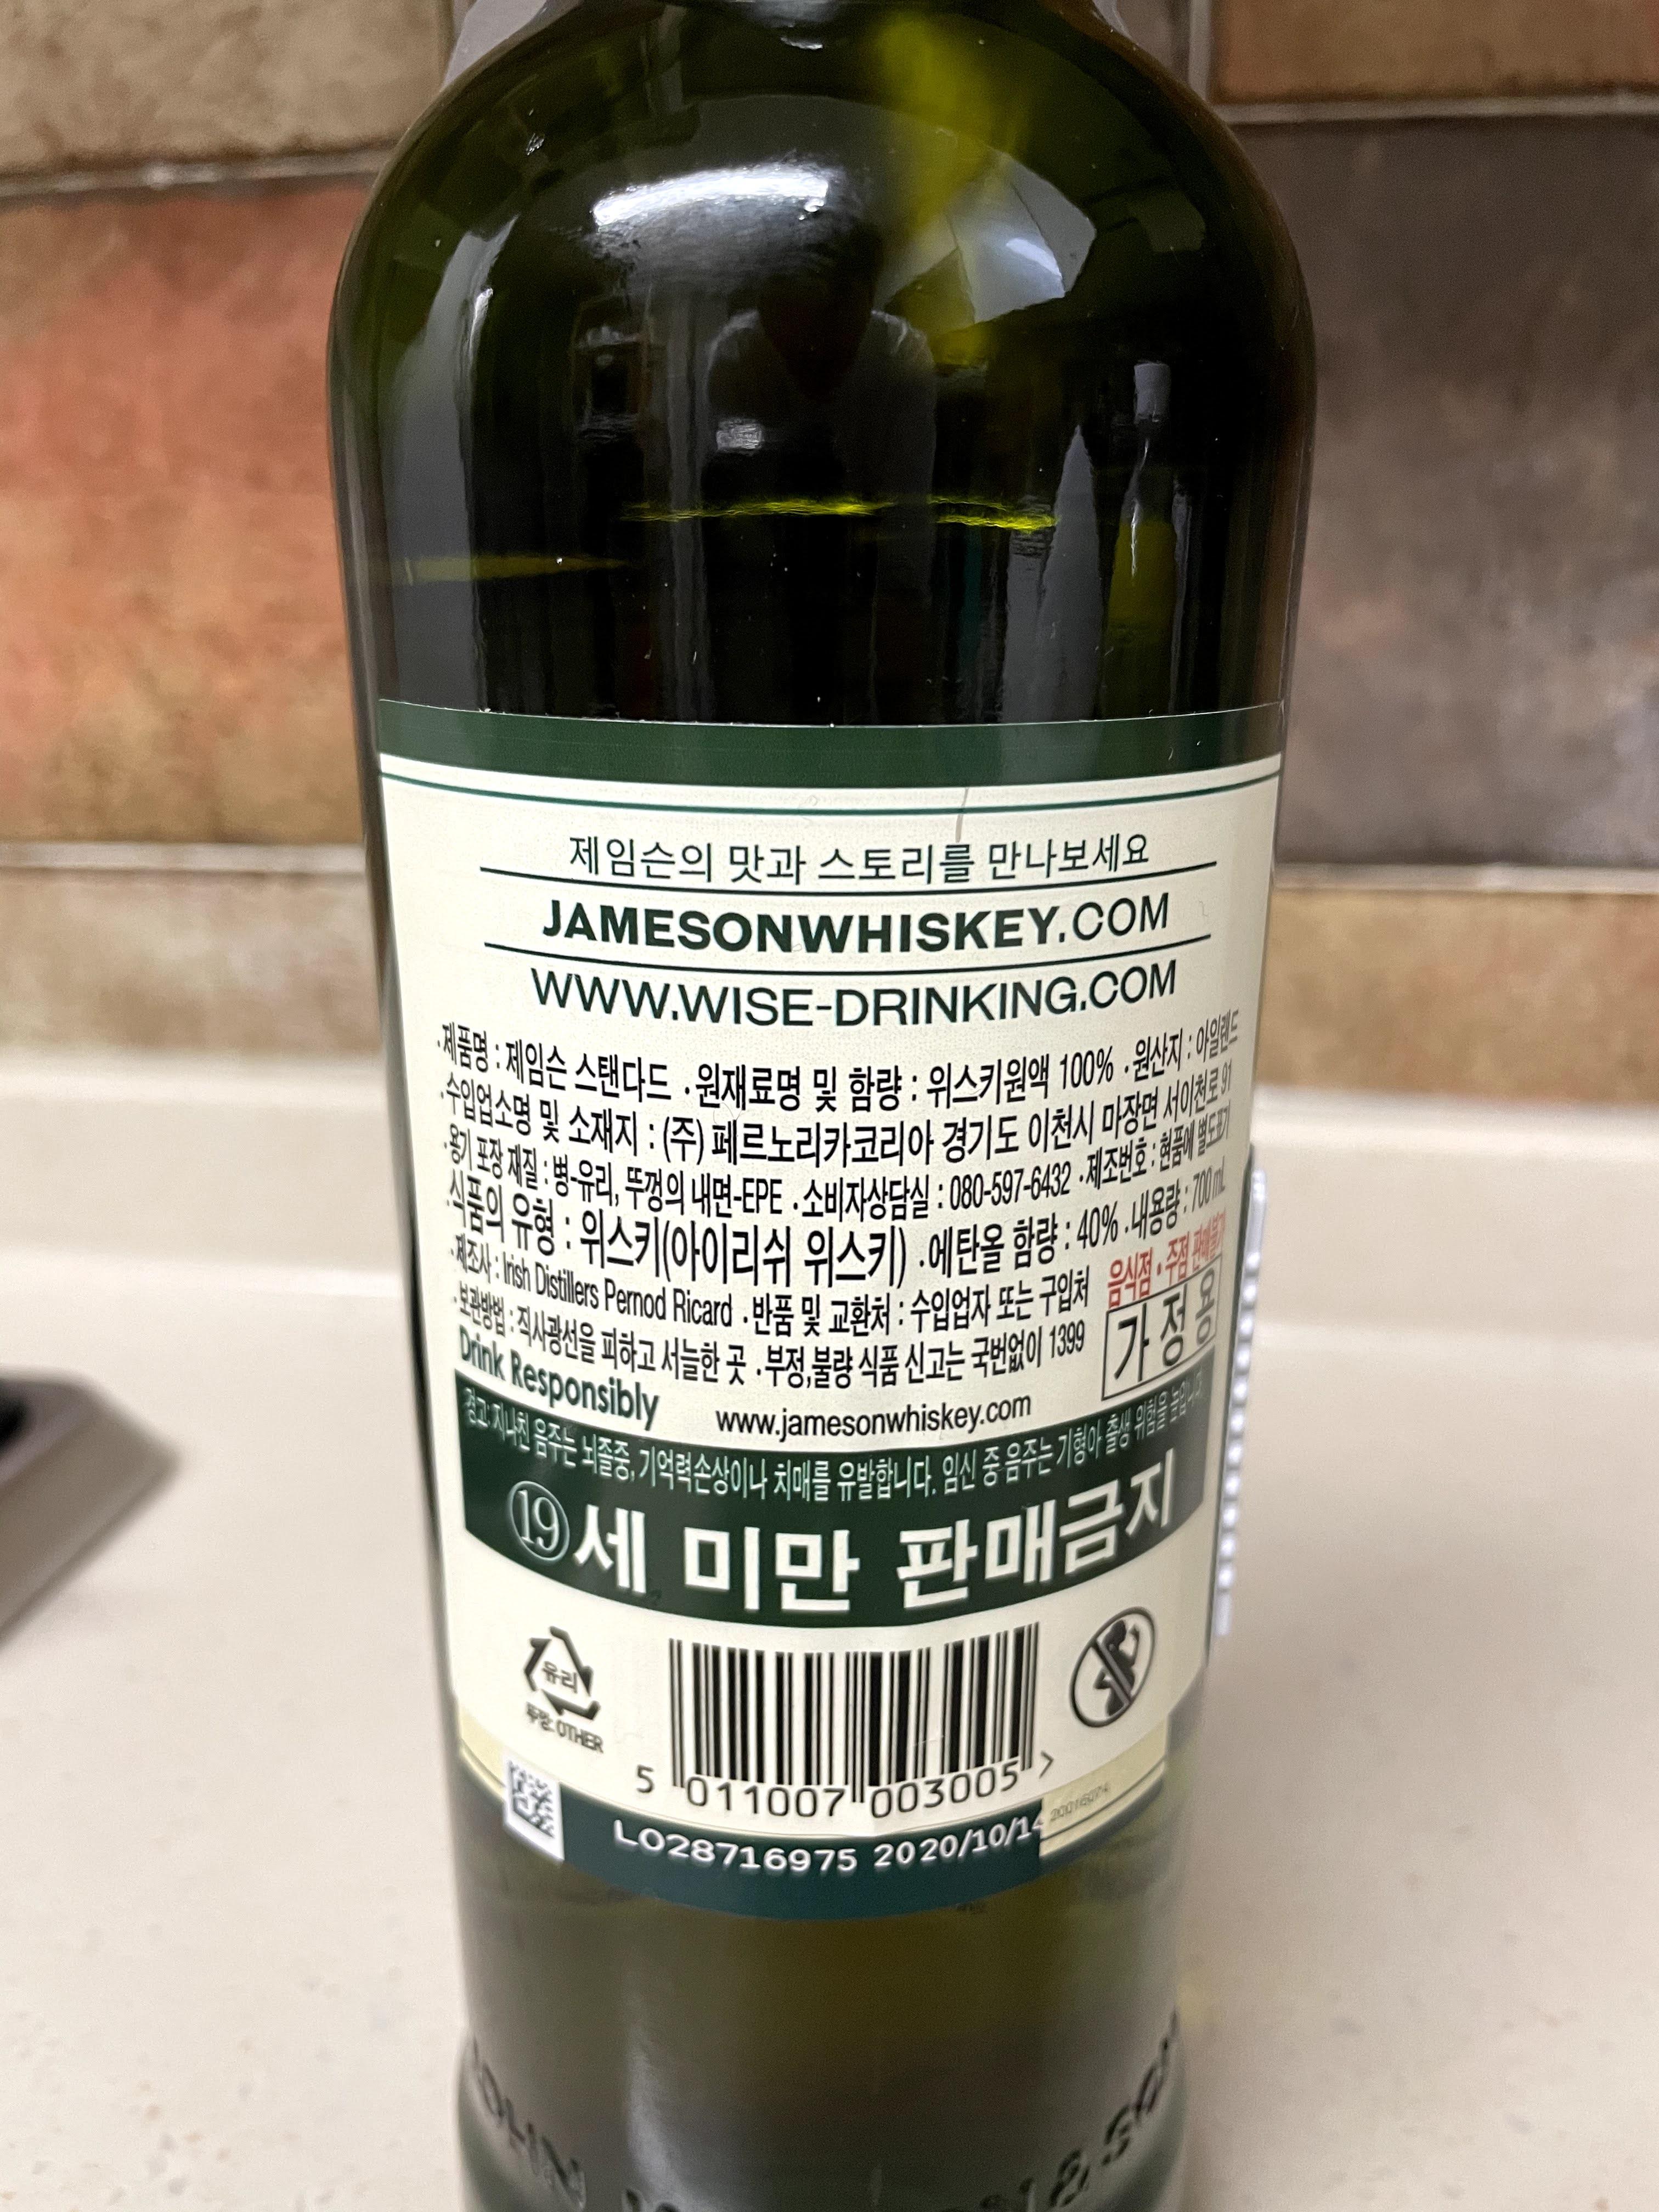 제임슨의 맛과 스토리를 만나보세요
JAMESONWHISKEY.COM
WWW.WISE-DRINKING.COM
·제품명 : 제임슨 스탠다드 ·원재료명 및 함량 : 위스키원액 100% ·원산지 : 아일랜드
·수입업소명 및 소재지 : (주) 페르노리카코리아 경기도 이천시 마장면 서이천로 91
·용기 포장 재질 : 병-유리, 뚜껑의 내면-EPE ·소비자상담실 : 080-597-6432 ·제조번호 : 현품에 별도표기
·식품의 유형 : 위스키(아이리쉬 위스키) ·에탄올 함량 : 40% ·내용량 : 700 mL
·제조사 : Irish Distillers Pernod Ricard ·반품 및 교환처 : 수입업자 또는 구입처
음식점·주점 판매불가
·보관방법 : 직사광선을 피하고 서늘한 곳 ·부정,불량 식품 신고는 국번없이 1399
가정용
Drink Responsibly www.jamesonwhiskey.com
경고: 지나친 음주는 뇌졸중, 기억력손상이나 치매를 유발합니다. 임신 중 음주는 기형아 출생 위험을 높입니다.
19세 미만 판매금지
유리
뚜껑: OTHER
5 011007 003005 >
20016074
LO28716975 2020/10/14
JOHN & SON